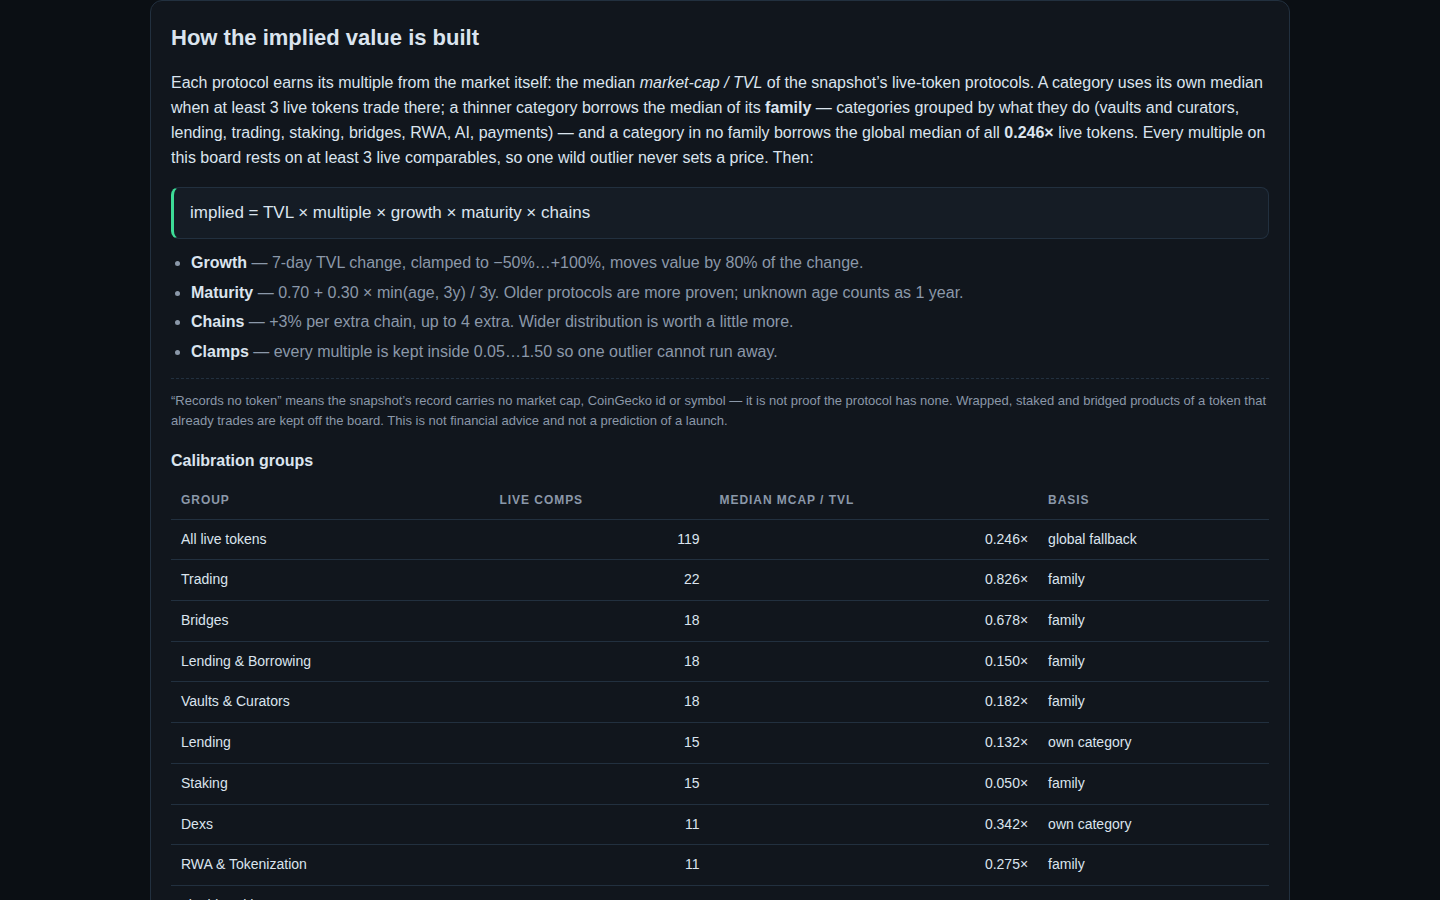 How the implied value is built
Each protocol earns its multiple from the market itself: the median market-cap / TVL of the snapshot’s live-token protocols. A category uses its own median
when at least 3 live tokens trade there; a thinner category borrows the median of its family — categories grouped by what they do (vaults and curators,
lending, trading, staking, bridges, RWA, AI, payments) — and a category in no family borrows the global median of all 0.246× live tokens. Every multiple on
this board rests on at least 3 live comparables, so one wild outlier never sets a price. Then:
implied = TVL × multiple × growth × maturity × chains
• Growth — 7-day TVL change, clamped to −50%…+100%, moves value by 80% of the change.
• Maturity — 0.70 + 0.30 × min(age, 3y) / 3y. Older protocols are more proven; unknown age counts as 1 year.
• Chains — +3% per extra chain, up to 4 extra. Wider distribution is worth a little more.
• Clamps — every multiple is kept inside 0.05…1.50 so one outlier cannot run away.
“Records no token” means the snapshot’s record carries no market cap, CoinGecko id or symbol — it is not proof the protocol has none. Wrapped, staked and bridged products of a token that
already trades are kept off the board. This is not financial advice and not a prediction of a launch.
Calibration groups
GROUP LIVE COMPS MEDIAN MCAP / TVL BASIS
All live tokens 119 0.246× global fallback
Trading 22 0.826× family
Bridges 18 0.678× family
Lending & Borrowing 18 0.150× family
Vaults & Curators 18 0.182× family
Lending 15 0.132× own category
Staking 15 0.050× family
Dexs 11 0.342× own category
RWA & Tokenization 11 0.275× family